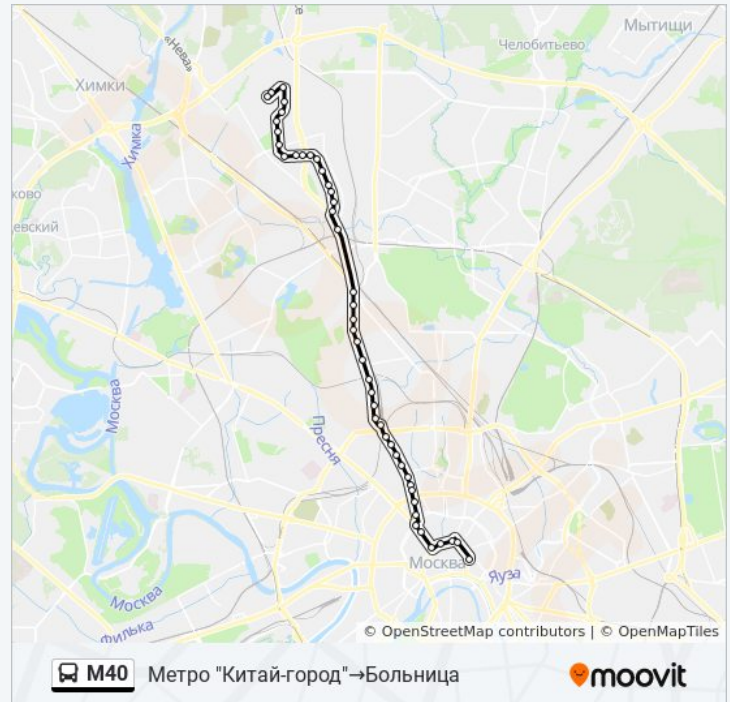 Мытищи
Челобитьево
«Нева»
Химки
Химка
ково
евский
Москва
Пресня
Москва
Яуза
Москва
Филька
© OpenStreetMap contributors | © OpenMapTiles
М40 Метро "Китай-город"→Больница
moovit